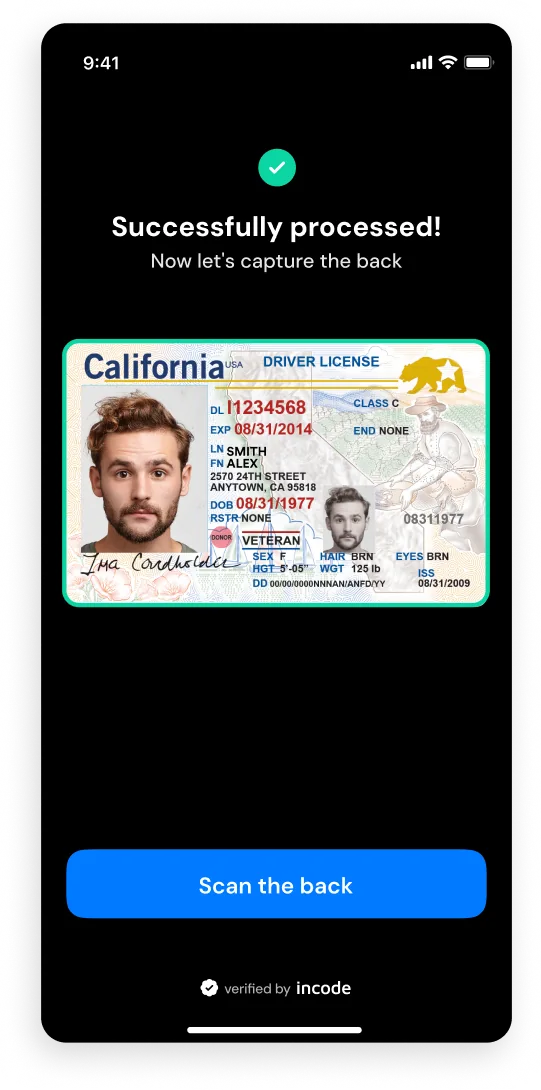 9:41
Successfully processed!
Now let's capture the back
California USA DRIVER LICENSE
DL I1234568 CLASS C
EXP 08/31/2014 END NONE
LN SMITH
FN ALEX
2570 24TH STREET
ANYTOWN, CA 95818
DOB 08/31/1977
RSTR NONE 08311977
DONOR VETERAN
SEX F HAIR BRN EYES BRN
HGT 5'-05" WGT 125 lb ISS
DD 00/00/0000NNNAN/ANFD/YY 08/31/2009
Ima Cardholder
Scan the back
verified by incode